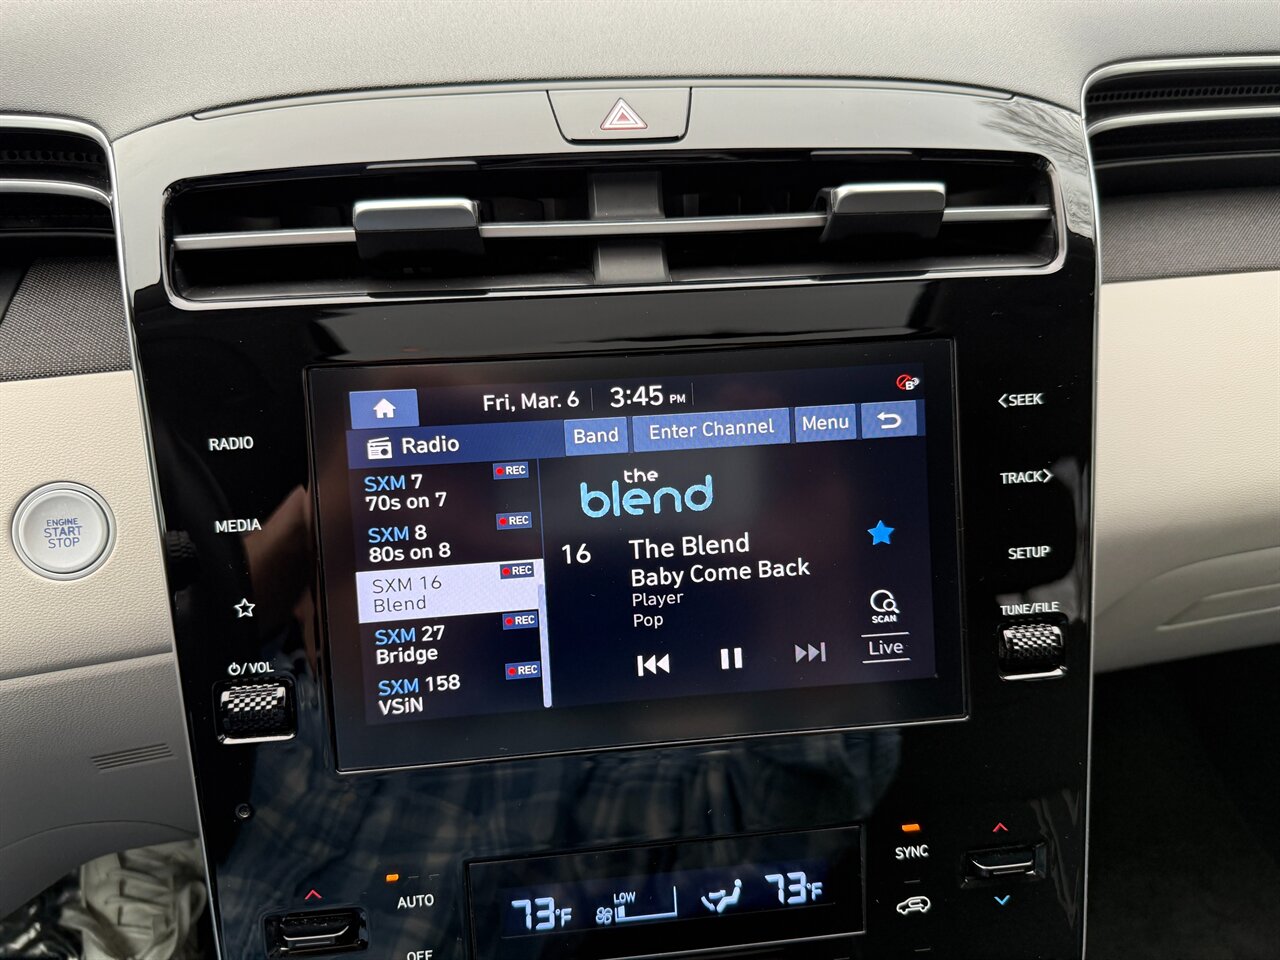 Fri, Mar. 6 3:45 PM
B
Radio
Band
Enter Channel
Menu
SXM 7 REC
70s on 7
SXM 8 REC
80s on 8
SXM 16 REC
Blend
SXM 27 REC
Bridge
SXM 158 REC
VSiN
the
blend
16 The Blend
Baby Come Back
Player
Pop
SCAN
Live
RADIO
MEDIA
VOL
ENGINE
START
STOP
<SEEK
TRACK>
SETUP
TUNE/FILE
AUTO
OFF
73°F
LOW
73°F
SYNC